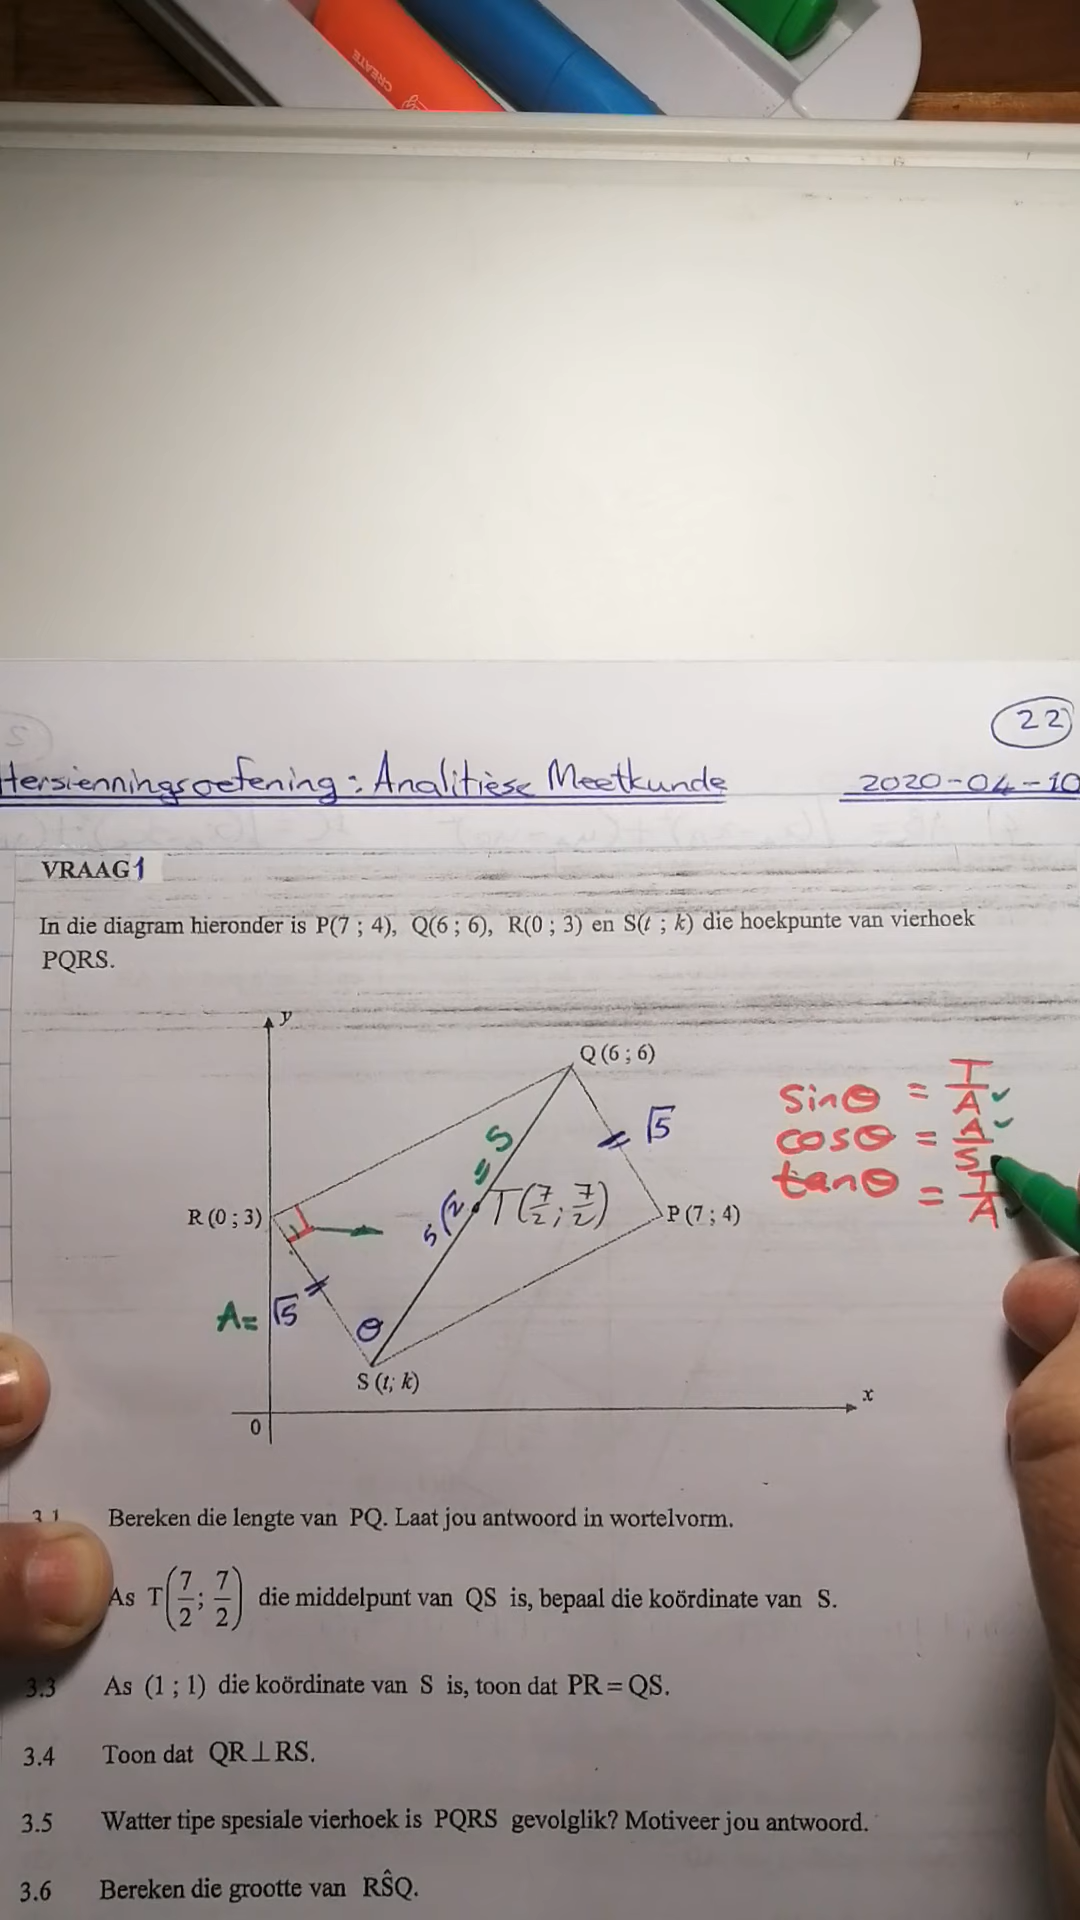 CREATE
22
Hersienningsoefening: Analitiese Meetkunde 2020-04-10
VRAAG 1
In die diagram hieronder is P(7 ; 4), Q(6 ; 6), R(0 ; 3) en S(t ; k) die hoekpunte van vierhoek
PQRS.
y
Q (6 ; 6)
sinθ = T/A
√5
cosθ = A/S
5√2 = S
tanθ = T/A
R (0 ; 3)
T(7/2 ; 7/2)
P (7 ; 4)
A= √5
θ
S (t; k)
x
0
3.1 Bereken die lengte van PQ. Laat jou antwoord in wortelvorm.
As T(7/2 ; 7/2) die middelpunt van QS is, bepaal die koördinate van S.
3.3 As (1 ; 1) die koördinate van S is, toon dat PR = QS.
3.4 Toon dat QR ⊥ RS.
3.5 Watter tipe spesiale vierhoek is PQRS gevolglik? Motiveer jou antwoord.
3.6 Bereken die grootte van RŜQ.